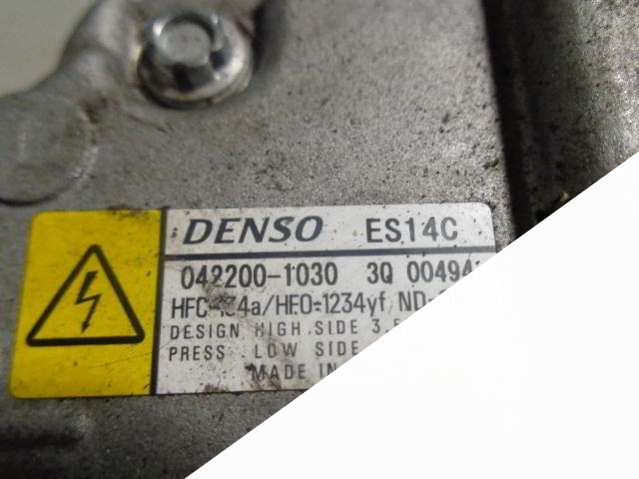 DENSO ES14C
042200-1030 3Q 00494
HFC-134a/HFO-1234yf
DESIGN HIGH SIDE 3.5
PRESS. LOW SIDE
MADE IN